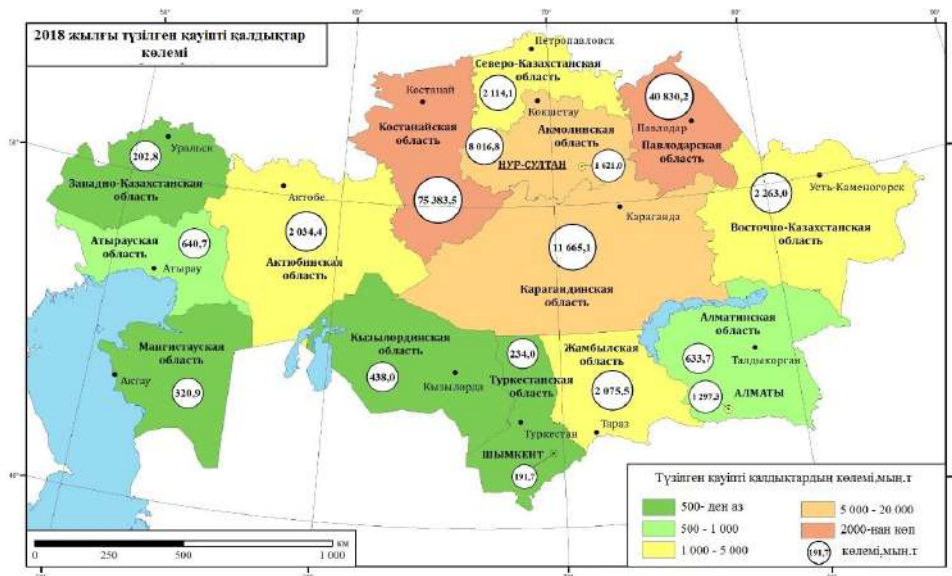 2018 жылғы түзілген қауіпті қалдықтар
көлемі
Петропавловск
Северо-Казахстанская
область
2 114,1
Костанай
Кокшетау
40 830,2
Костанайская
область
Акмолинская
область
Павлодар
Павлодарская
область
8 016,8
НУР-СУЛТАН
1 621,0
Уральск
202,8
Западно-Казахстанская
область
Актобе
75 383,5
Караганда
2 263,0
Усть-Каменогорск
Восточно-Казахстанская
область
Атырауская
область
640,7
Атырау
2 034,4
Актюбинская
область
11 665,1
Карагандинская
область
Алматинская
область
Мангистауская
область
Актау
320,9
Кызылординская
область
438,0
Кызылорда
234,0
Туркестанская
область
Жамбылская
область
2 075,5
633,7
Талдыкорган
1 297,3
АЛМАТЫ
Туркестан
Тараз
ШЫМКЕНТ
191,7
Түзілген қауіпті қалдықтардың көлемі,мың.т
500- ден аз
500 - 1 000
1 000 - 5 000
5 000 - 20 000
2000-нан көп
191,7
көлемі,мың.т
км
0 250 500 1 000